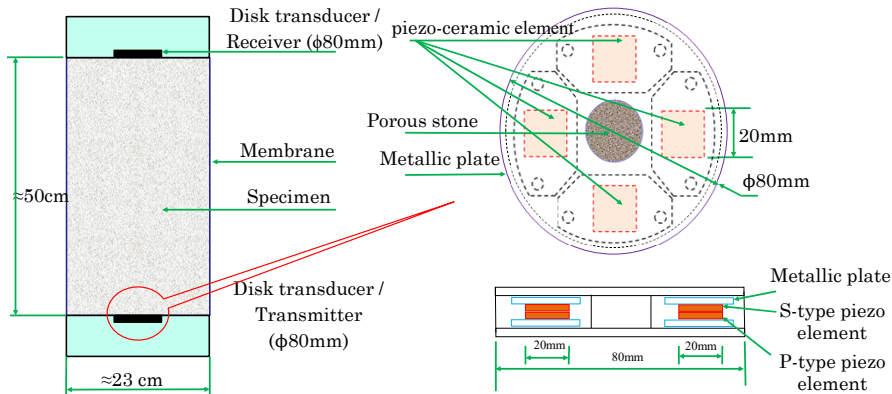 Disk transducer /
Receiver (ϕ80mm)
≈50cm
Membrane
Specimen
Disk transducer /
Transmitter
(ϕ80mm)
≈23 cm
piezo-ceramic element
Porous stone
Metallic plate
20mm
ϕ80mm
Metallic plate
S-type piezo
element
P-type piezo
element
20mm
20mm
80mm